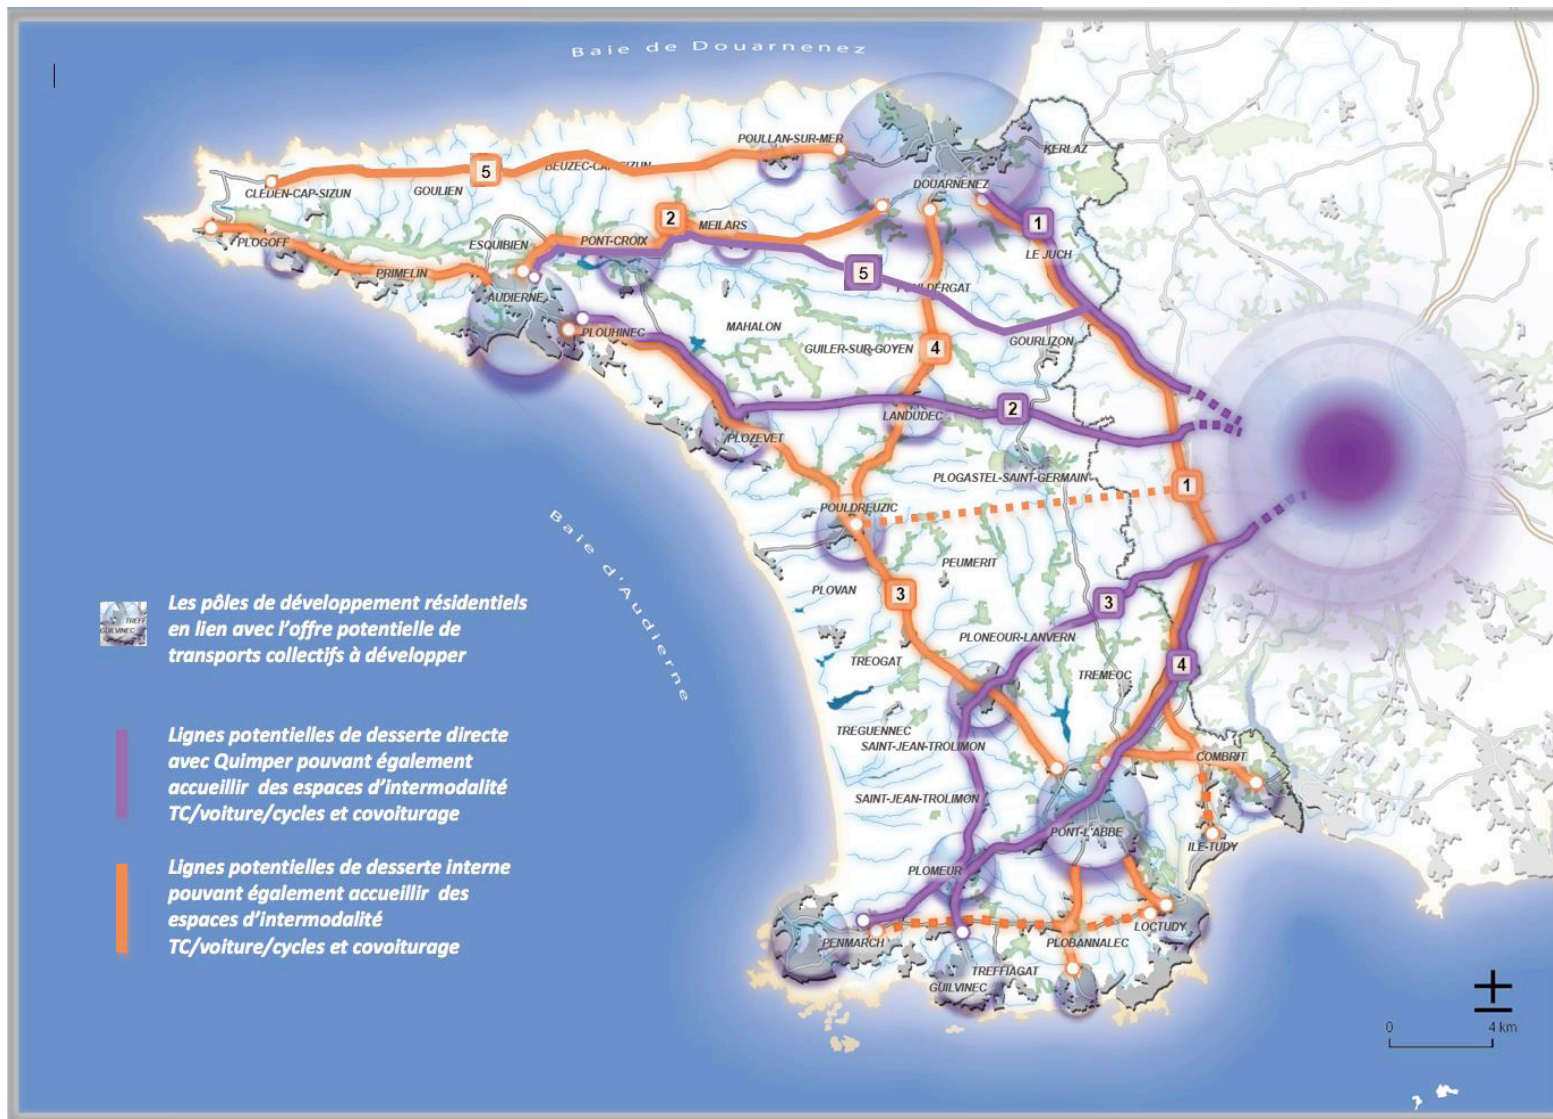 Baie de Douarnenez
POULLAN-SUR-MER
KERLAZ
BEUZEC-CAP-SIZUN
5
CLEDEN-CAP-SIZUN
GOULIEN
DOUARNENEZ
2
MEILARS
1
PLOGOFF
ESQUIBIEN
PONT-CROIX
LE JUCH
PRIMELIN
5
AUDIERNE
MAHALON
PLOUHINEC
GUILER-SUR-GOYEN
4
GOURLIZON
2
LANDUDEC
PLOZEVET
PLOGASTEL-SAINT-GERMAIN
1
POULDREUZIC
Baie d'Audierne
PEUMERIT
PLOVAN
3
3
PLONEOUR-LANVERN
TREOGAT
4
TREMEOC
TREGUENNEC
SAINT-JEAN-TROLIMON
COMBRIT
SAINT-JEAN-TROLIMON
PONT-L'ABBE
ILE-TUDY
PLOMEUR
LOCTUDY
PENMARCH
PLOBANNALEC
TREFFIAGAT
GUILVINEC
TREFF
GUILVINEC
Les pôles de développement résidentiels
en lien avec l'offre potentielle de
transports collectifs à développer
Lignes potentielles de desserte directe
avec Quimper pouvant également
accueillir des espaces d'intermodalité
TC/voiture/cycles et covoiturage
Lignes potentielles de desserte interne
pouvant également accueillir des
espaces d'intermodalité
TC/voiture/cycles et covoiturage
0 4 km